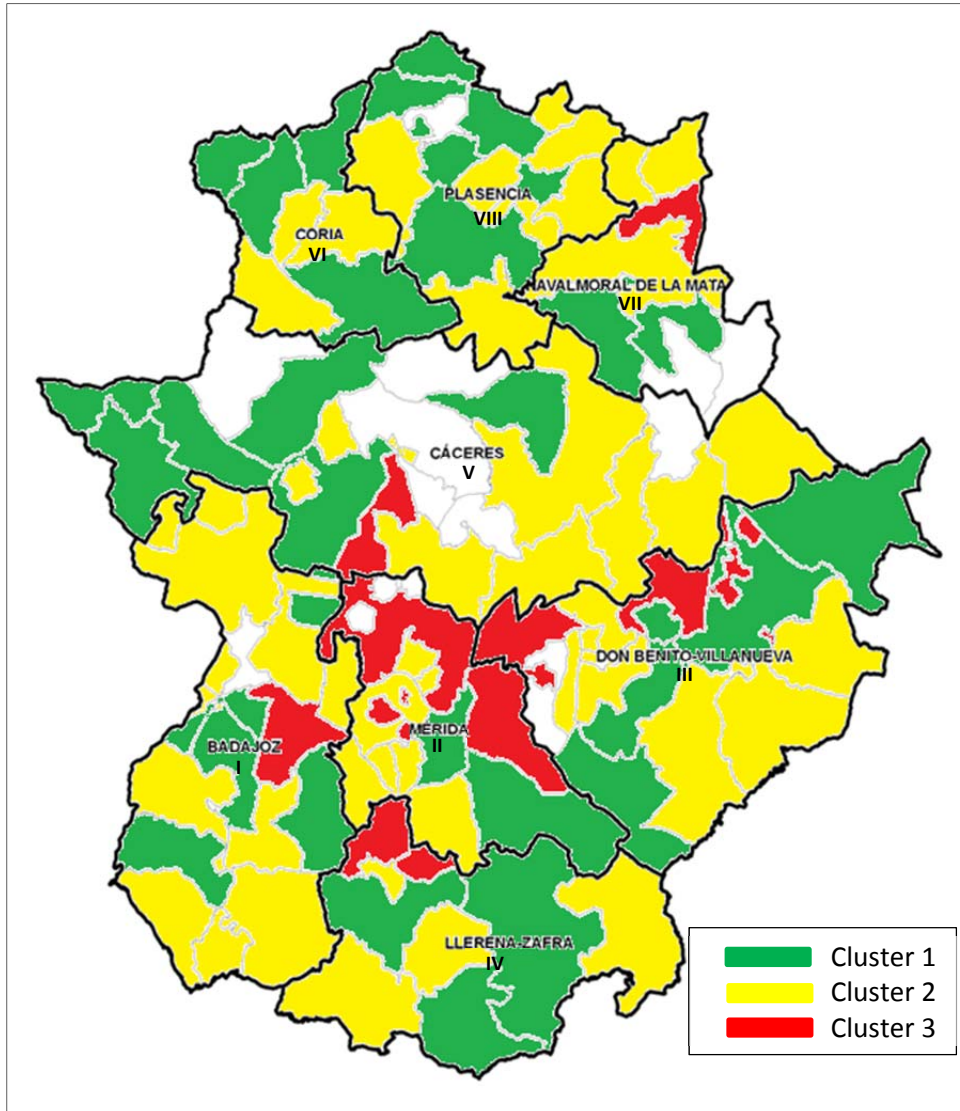 PLASENCIA
VIII
CORIA
VI
NAVALMORAL DE LA MATA
VII
CÁCERES
V
DON BENITO-VILLANUEVA
III
MERIDA
II
BADAJOZ
I
LLERENA-ZAFRA
IV
Cluster 1
Cluster 2
Cluster 3